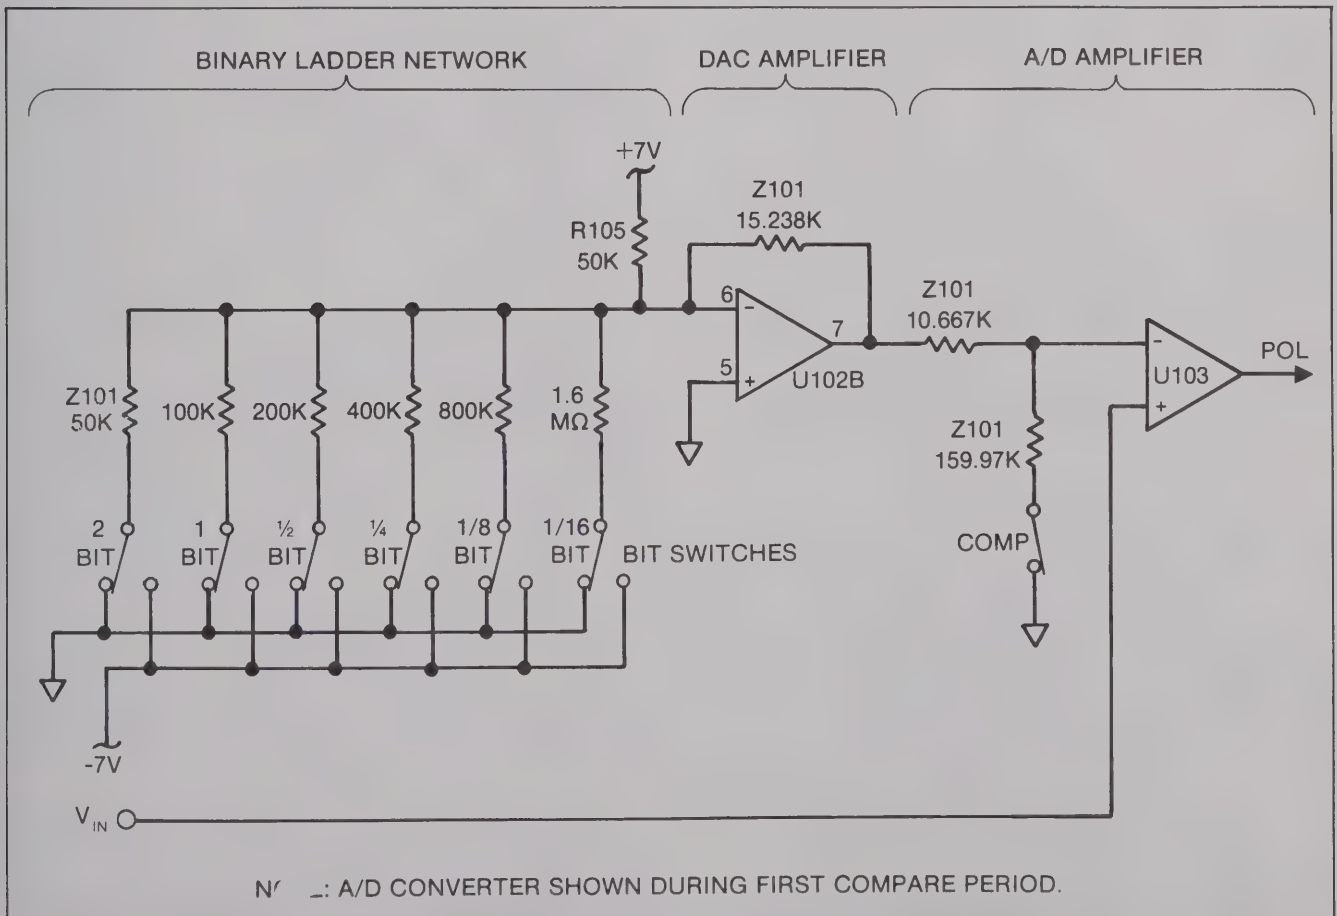 BINARY LADDER NETWORK
DAC AMPLIFIER
A/D AMPLIFIER
+7V
R105
50K
Z101
15.238K
6
-
5
+
7
U102B
Z101
10.667K
-
+
U103
POL
Z101
159.97K
COMP
Z101
50K
100K
200K
400K
800K
1.6
MΩ
2
BIT
1
BIT
½
BIT
¼
BIT
1/8
BIT
1/16
BIT
BIT SWITCHES
-7V
VIN
A/D CONVERTER SHOWN DURING FIRST COMPARE PERIOD.